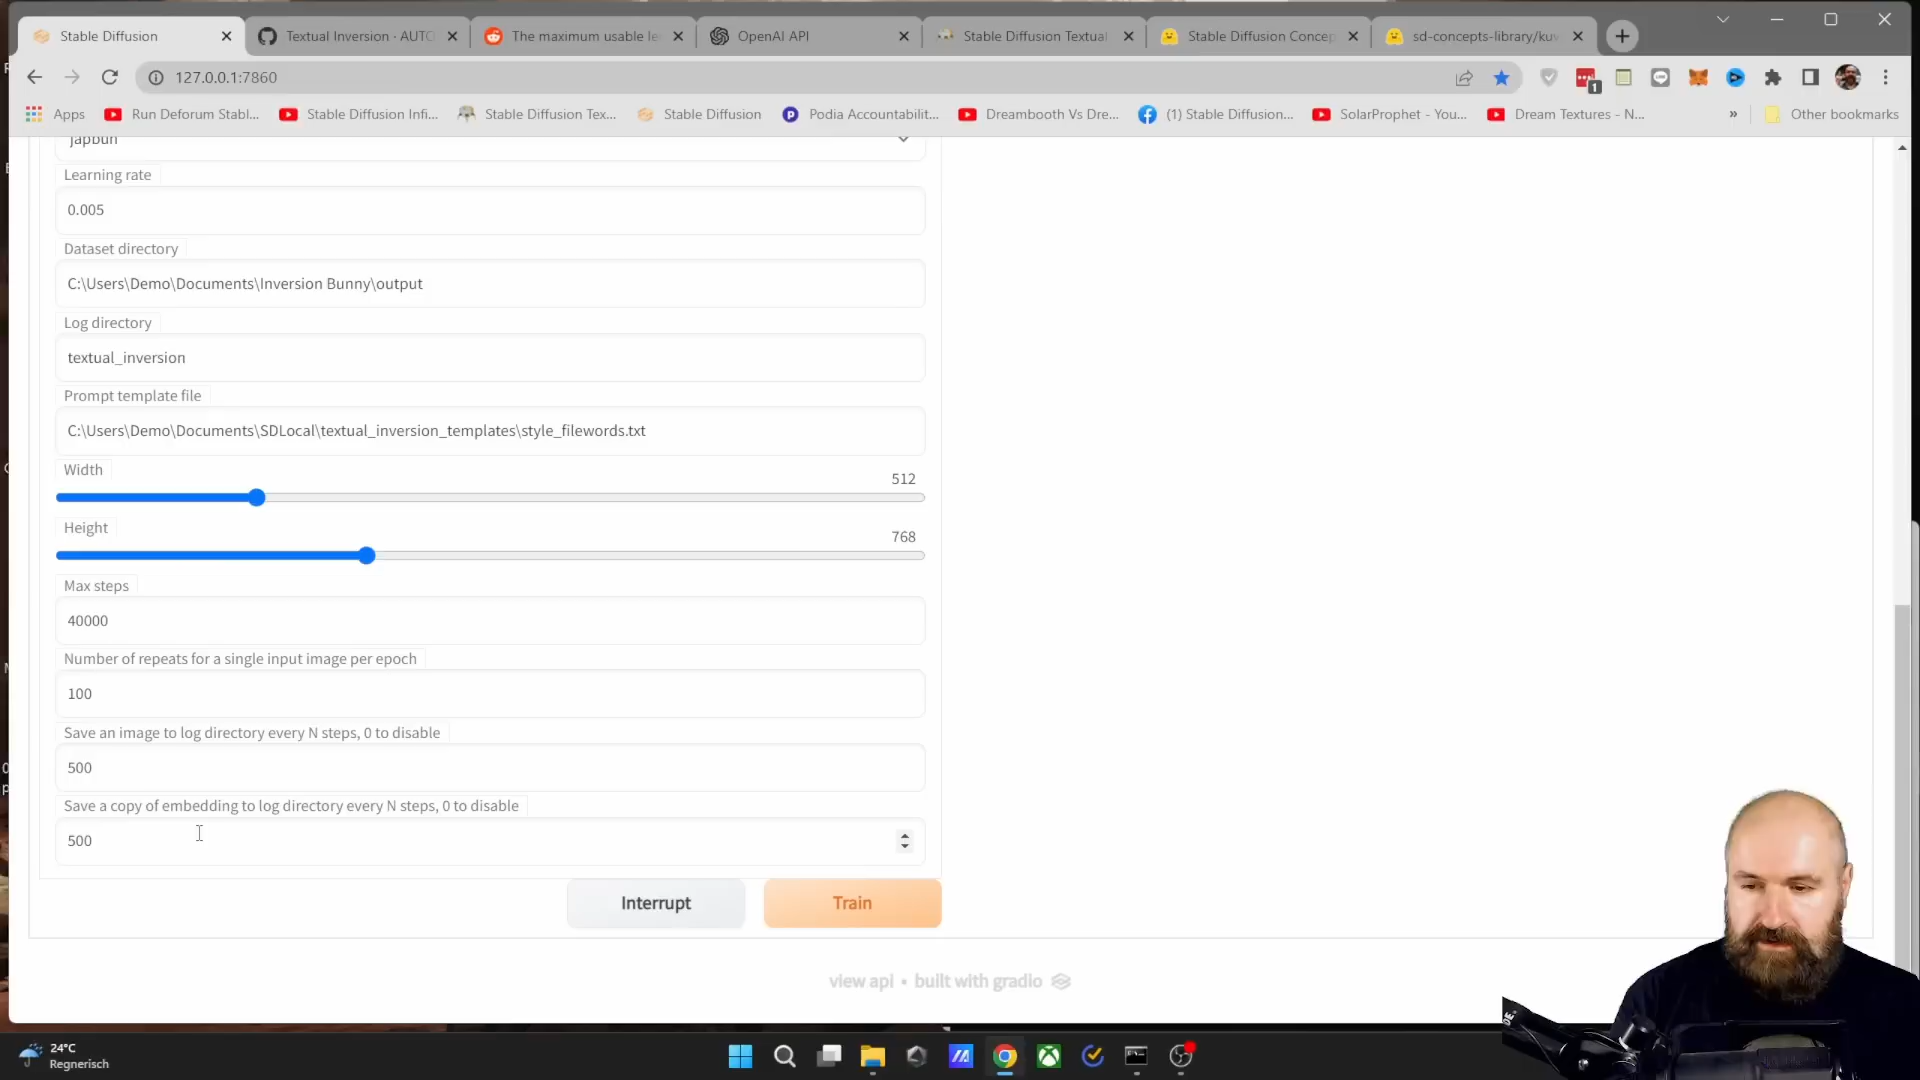 Stable Diffusion
Textual Inversion · AUTO
The maximum usable le
OpenAI API
Stable Diffusion Textual
Stable Diffusion Concep
sd-concepts-library/kuv
127.0.0.1:7860
1
Apps
Run Deforum Stabl...
Stable Diffusion Infi...
Stable Diffusion Tex...
Stable Diffusion
Podia Accountabilit...
Dreambooth Vs Dre...
(1) Stable Diffusion...
SolarProphet - You...
Dream Textures - N...
»
Other bookmarks
japbun
Learning rate
0.005
Dataset directory
C:\Users\Demo\Documents\Inversion Bunny\output
Log directory
textual_inversion
Prompt template file
C:\Users\Demo\Documents\SDLocal\textual_inversion_templates\style_filewords.txt
Width
512
Height
768
Max steps
40000
Number of repeats for a single input image per epoch
100
Save an image to log directory every N steps, 0 to disable
500
Save a copy of embedding to log directory every N steps, 0 to disable
500
Interrupt
Train
view api • built with gradio
24°C
Regnerisch